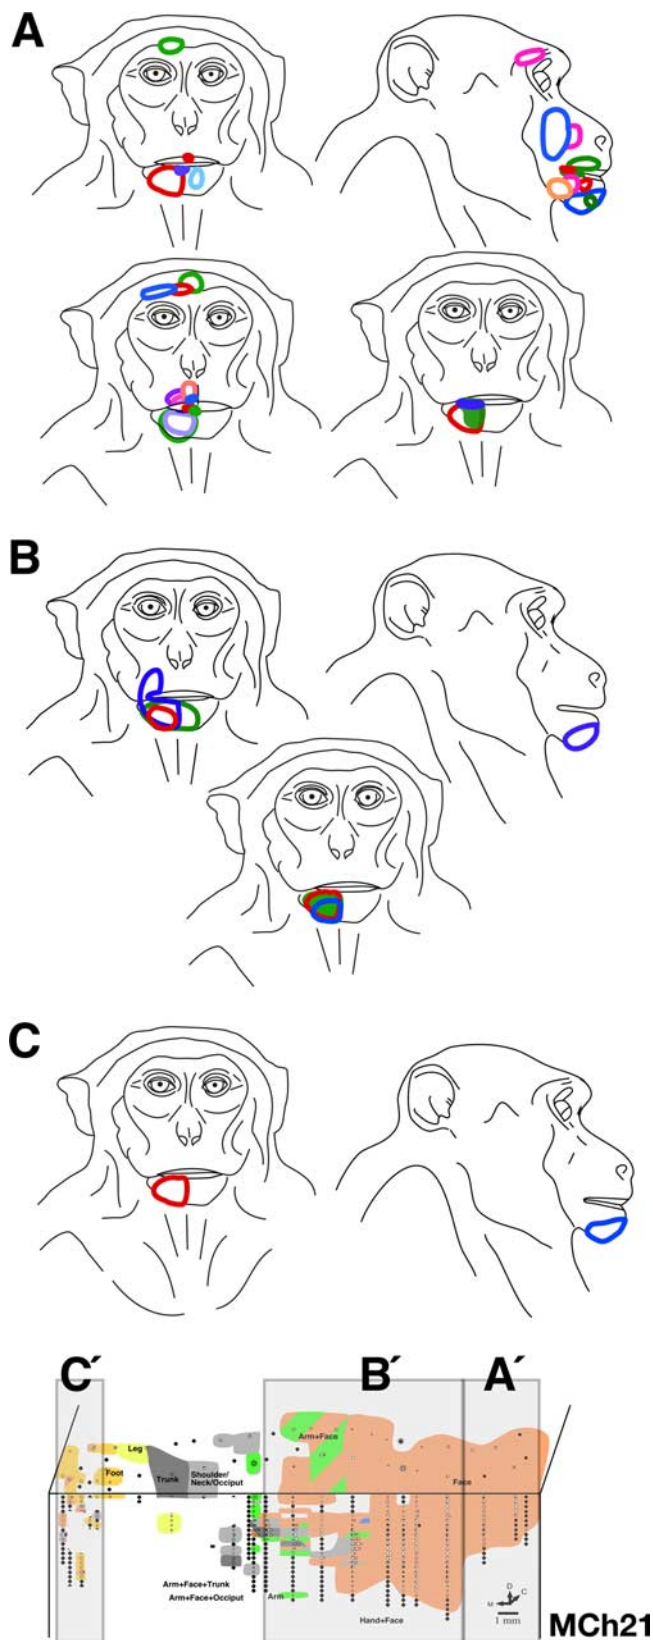 A
B
C
C´ B´ A´
Leg
Arm+Face
Foot
Trunk
Shoulder/
Neck/Occiput
Face
Arm+Face+Trunk
Arm+Face+Occiput
Arm
Hand+Face
D
C
M
1 mm
MCh21